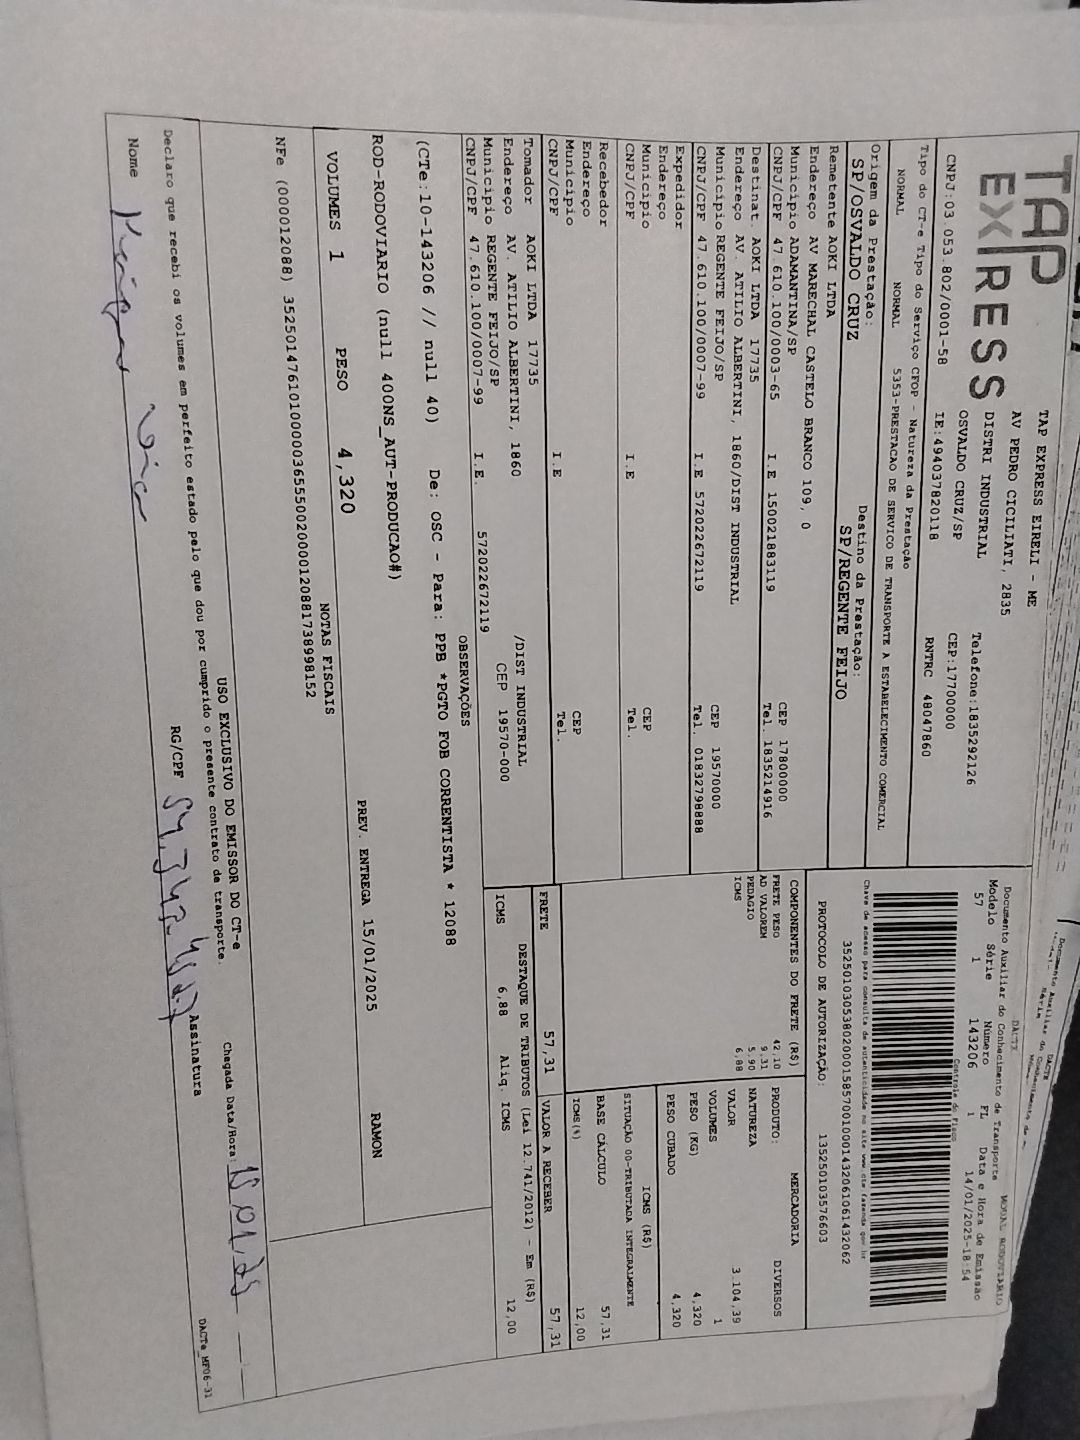 TAP
EXPRESS
TAP EXPRESS EIRELI - ME
AV PEDRO CICILIATI, 2835
DISTRI INDUSTRIAL
Telefone:1835292126
OSVALDO CRUZ/SP
CEP:17700000
CNPJ:03.053.802/0001-58
IE:494037820118
RNTRC 48047860
DACTE
MODAL RODOVIARIO
Documento Auxiliar do Conhecimento de Transporte
Modelo Série Número FL Data e Hora de Emissão
57 1 143206 1 14/01/2025-18:54
Controle do Fisco
Chave de acesso para consulta de autenticidade no site www.cte.fazenda.gov.br
35250103053802000158570010001432061061432062
PROTOCOLO DE AUTORIZAÇÃO: 135250103576603
Tipo do CT-e Tipo do Serviço CFOP - Natureza da Prestação
NORMAL NORMAL 5353-PRESTACAO DE SERVICO DE TRANSPORTE A ESTABELECIMENTO COMERCIAL
Origem da Prestação: Destino da Prestação:
SP/OSVALDO CRUZ SP/REGENTE FEIJO
Remetente AOKI LTDA
Endereço AV MARECHAL CASTELO BRANCO 109, 0
Município ADAMANTINA/SP CEP 17800000
CNPJ/CPF 47.610.100/0003-65 I.E 150021883119 Tel. 1835214916
Destinat. AOKI LTDA 17735
Endereço AV. ATILIO ALBERTINI, 1860/DIST INDUSTRIAL
Município REGENTE FEIJO/SP CEP 19570000
CNPJ/CPF 47.610.100/0007-99 I.E 572022672119 Tel. 01832798888
Expedidor
Endereço
Município CEP
CNPJ/CPF I.E Tel.
Recebedor
Endereço
Município CEP
CNPJ/CPF I.E Tel.
Tomador AOKI LTDA 17735
Endereço AV. ATILIO ALBERTINI, 1860 /DIST INDUSTRIAL
Município REGENTE FEIJO/SP CEP 19570-000
CNPJ/CPF 47.610.100/0007-99 I.E. 572022672119
COMPONENTES DO FRETE (R$)
FRETE PESO 42,10
AD VALOREM 9,31
PEDAGIO 5,90
ICMS 6,88
MERCADORIA
PRODUTO: DIVERSOS
NATUREZA
VALOR 3.104,39
VOLUMES 1
PESO (KG) 4,320
PESO CUBADO 4,320
ICMS (R$)
SITUAÇÃO 00-TRIBUTADA INTEGRALMENTE
BASE CÁLCULO 57,31
ICMS(%) 12,00
FRETE 57,31 VALOR A RECEBER 57,31
DESTAQUE DE TRIBUTOS (Lei 12.741/2012) - Em (R$)
ICMS 6,88 Aliq. ICMS 12,00
OBSERVAÇÕES
(CTe:10-143206 // null 40) De: OSC - Para: PPB *PGTO FOB CORRENTISTA * 12088
ROD-RODOVIARIO (null 400NS_AUT-PRODUCAO#)
PREV. ENTREGA 15/01/2025 RAMON
VOLUMES 1 PESO 4,320
NOTAS FISCAIS
NFe (000012088) 35250147610100000365550020000120881738998152
USO EXCLUSIVO DO EMISSOR DO CT-e
Declaro que recebi os volumes em perfeito estado pelo que dou por cumprido o presente contrato de transporte.
Chegada Data/Hora: 15/01/25
Nome RG/CPF Assinatura
DACTe_MF06-31